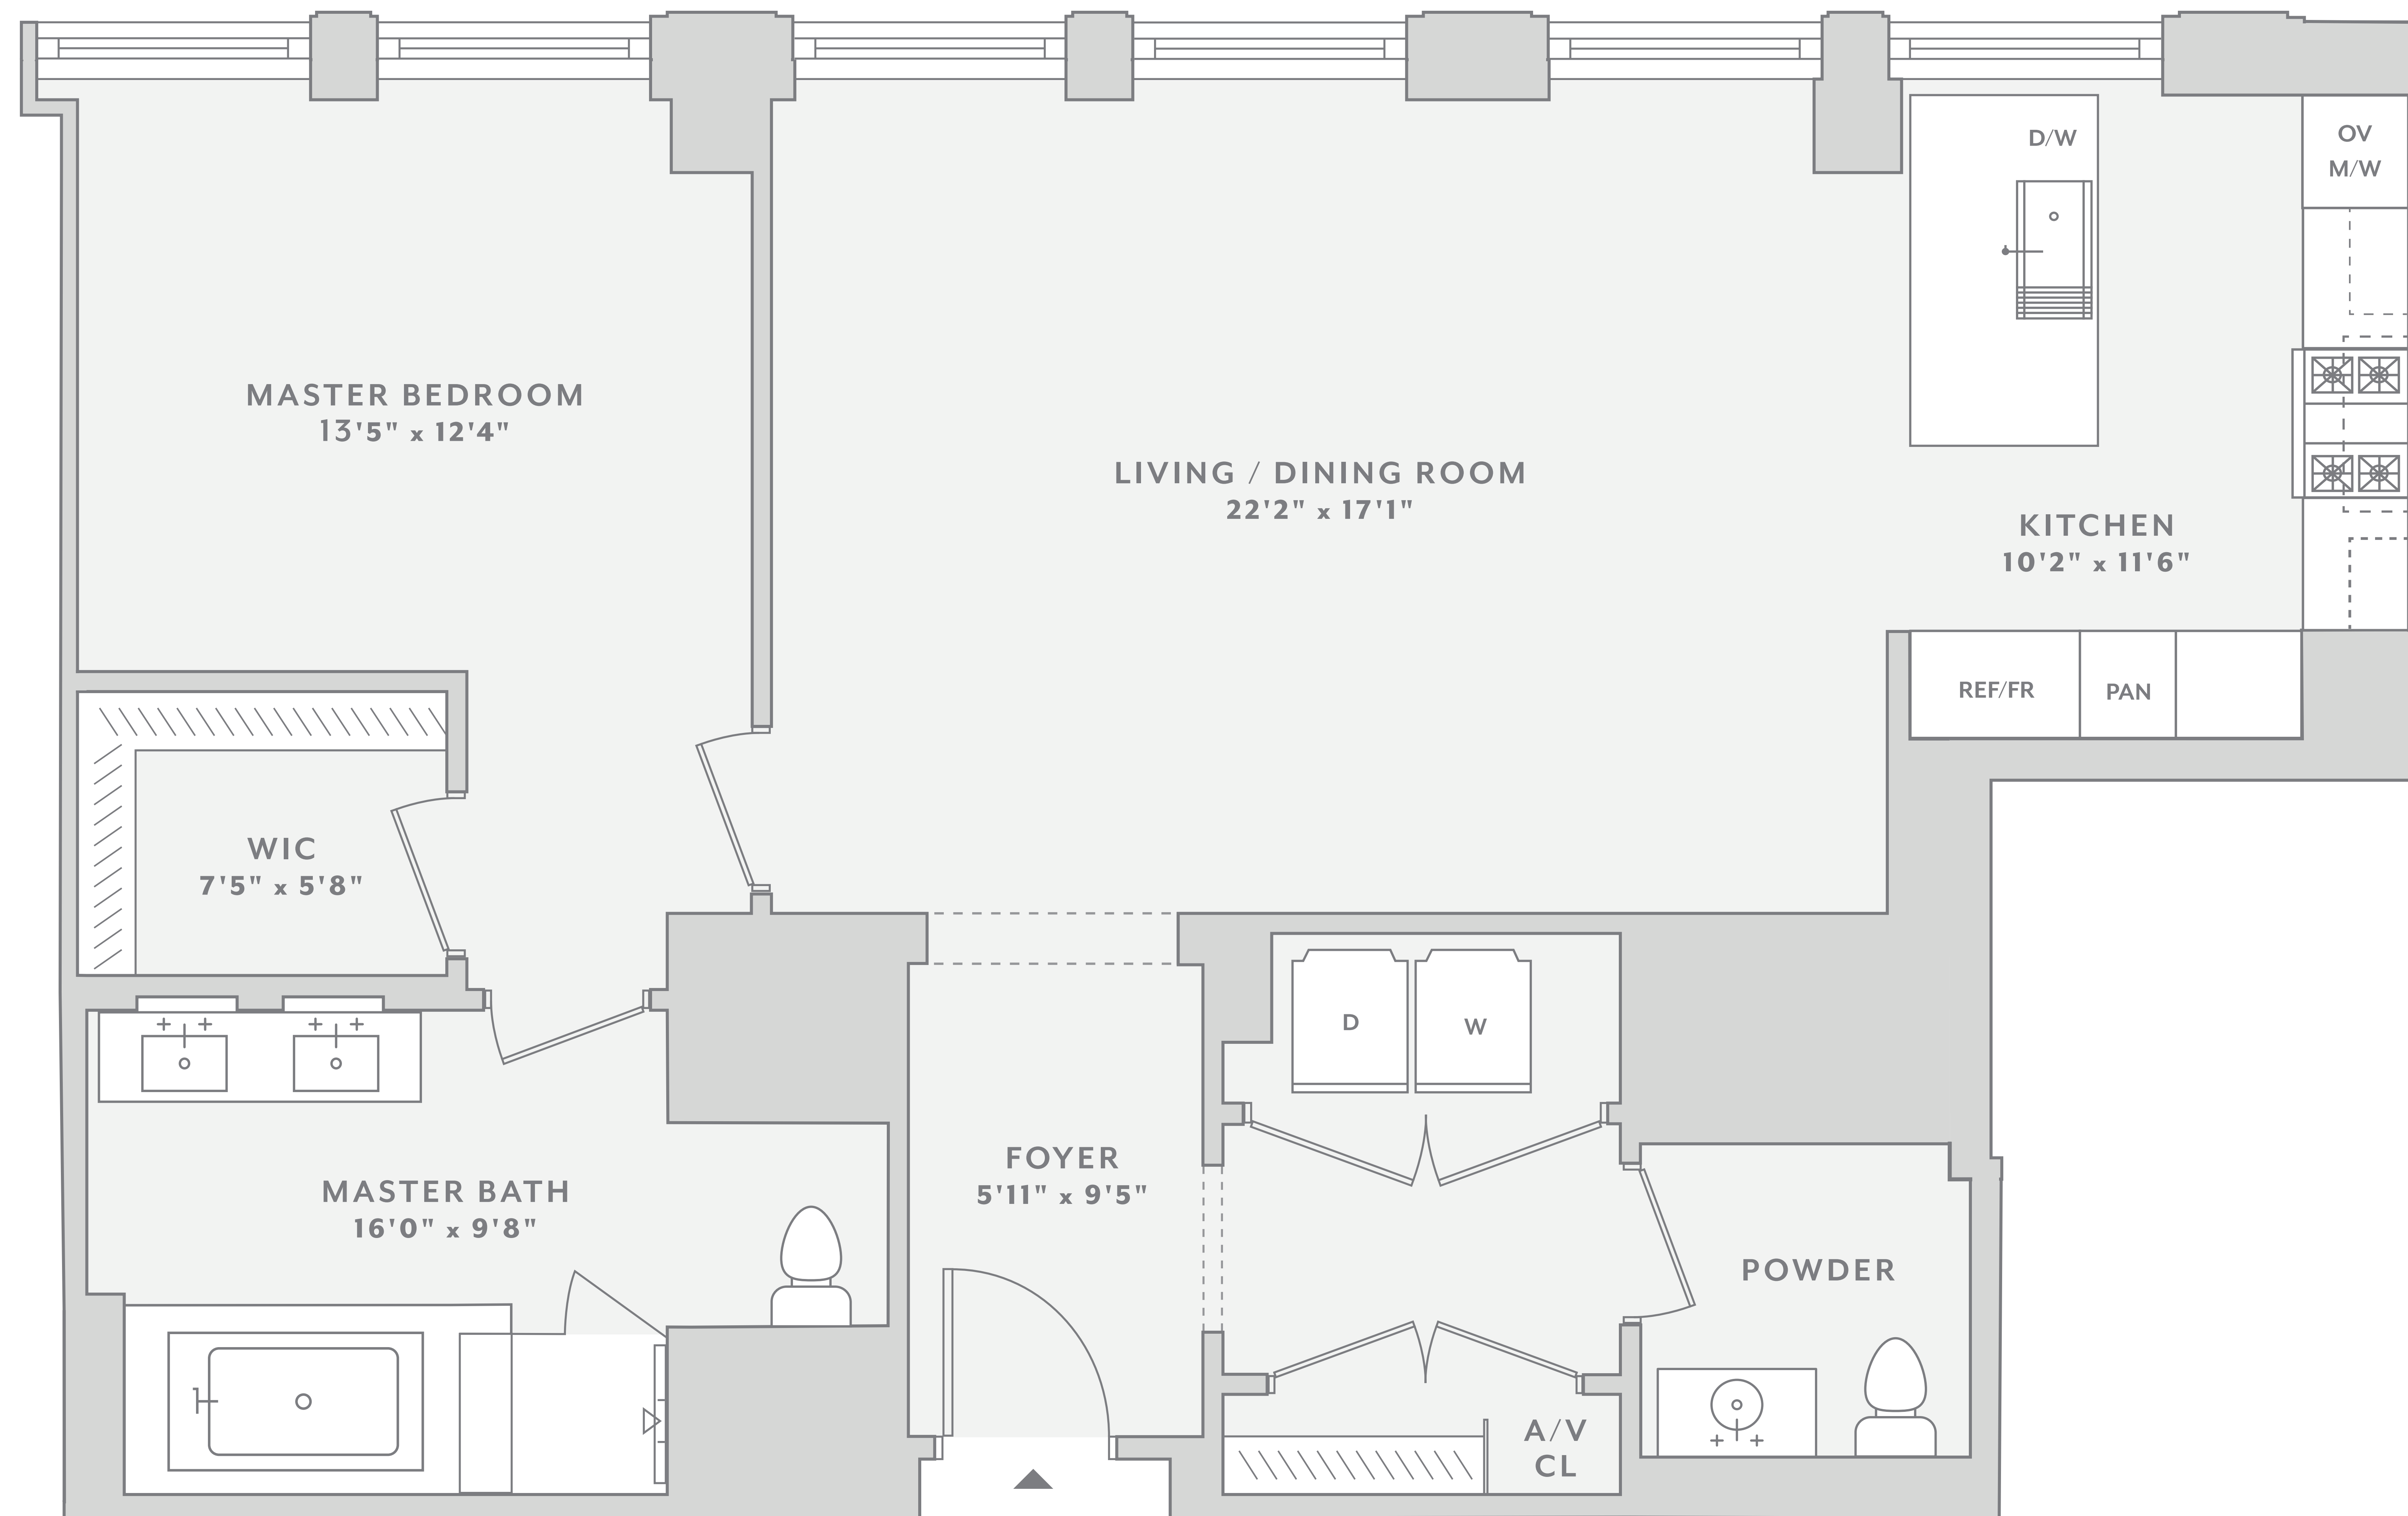 D/W
OV
M/W
MASTER BEDROOM
13'5" x 12'4"
LIVING / DINING ROOM
22'2" x 17'1"
KITCHEN
10'2" x 11'6"
REF/FR
PAN
WIC
7'5" x 5'8"
D
W
FOYER
5'11" x 9'5"
MASTER BATH
16'0" x 9'8"
POWDER
A/V
CL